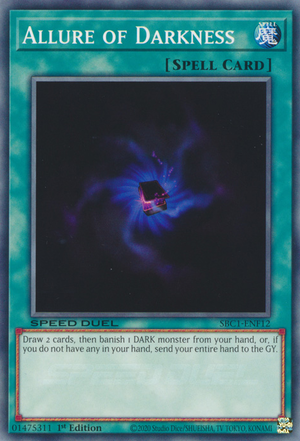 Allure of Darkness
SPELL
魔
[Spell Card]
SPEED DUEL
SBC1-ENF12
Draw 2 cards, then banish 1 DARK monster from your hand, or, if
you do not have any in your hand, send your entire hand to the GY.
01475311
1st Edition
©2020 Studio Dice/SHUEISHA, TV TOKYO, KONAMI